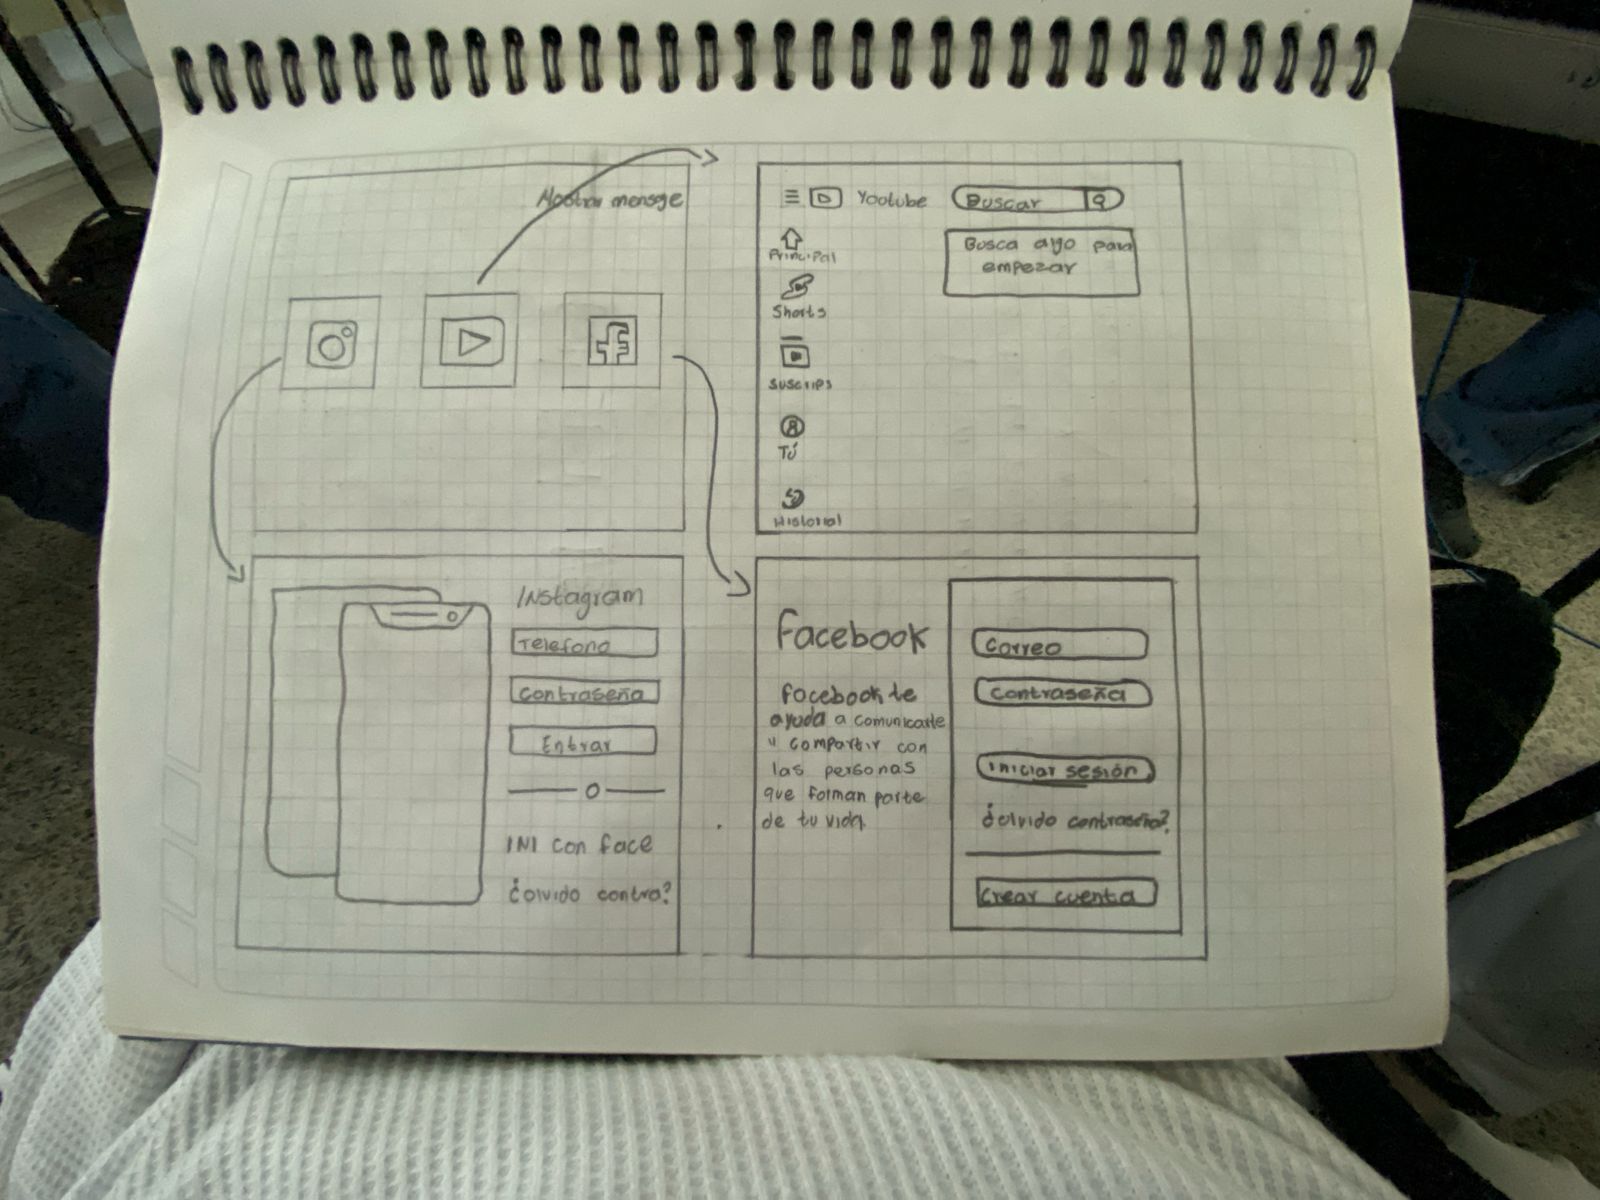 Mostrar mensge
Youtube
Buscar
Busca algo para
empezar
Principal
Shorts
suscrips
Tú
Historial
Instagram
Telefono
contraseña
Entrar
O
INI con face
¿olvido contra?
Facebook
Facebook te
ayuda a comunicarte
y compartir con
las personas
que forman parte
de tu vida
Correo
contraseña
iniciar sesión
¿olvido contraseña?
Crear cuenta